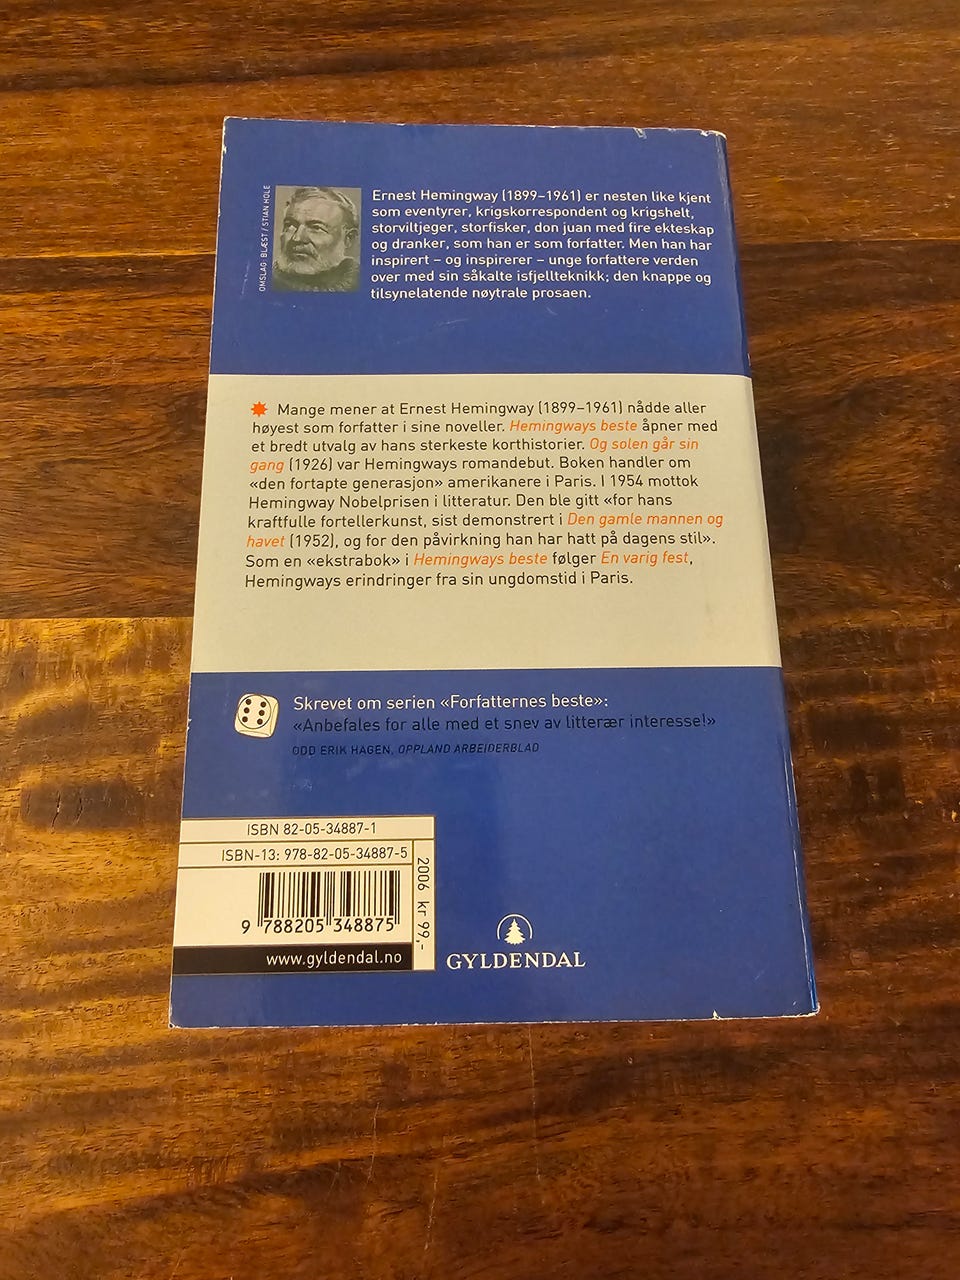 OMSLAG: BLÆST / STIAN HOLE
Ernest Hemingway (1899–1961) er nesten like kjent
som eventyrer, krigskorrespondent og krigshelt,
storviltjeger, storfisker, don juan med fire ekteskap
og dranker, som han er som forfatter. Men han har
inspirert – og inspirerer – unge forfattere verden
over med sin såkalte isfjellteknikk; den knappe og
tilsynelatende nøytrale prosaen.
Mange mener at Ernest Hemingway (1899–1961) nådde aller
høyest som forfatter i sine noveller. Hemingways beste åpner med
et bredt utvalg av hans sterkeste korthistorier. Og solen går sin
gang (1926) var Hemingways romandebut. Boken handler om
«den fortapte generasjon» amerikanere i Paris. I 1954 mottok
Hemingway Nobelprisen i litteratur. Den ble gitt «for hans
kraftfulle fortellerkunst, sist demonstrert i Den gamle mannen og
havet (1952), og for den påvirkning han har hatt på dagens stil».
Som en «ekstrabok» i Hemingways beste følger En varig fest,
Hemingways erindringer fra sin ungdomstid i Paris.
Skrevet om serien «Forfatternes beste»:
«Anbefales for alle med et snev av litterær interesse!»
ODD ERIK HAGEN, OPPLAND ARBEIDERBLAD
ISBN 82-05-34887-1
ISBN-13: 978-82-05-34887-5
9 788205 348875
2006 kr 99,-
www.gyldendal.no
GYLDENDAL